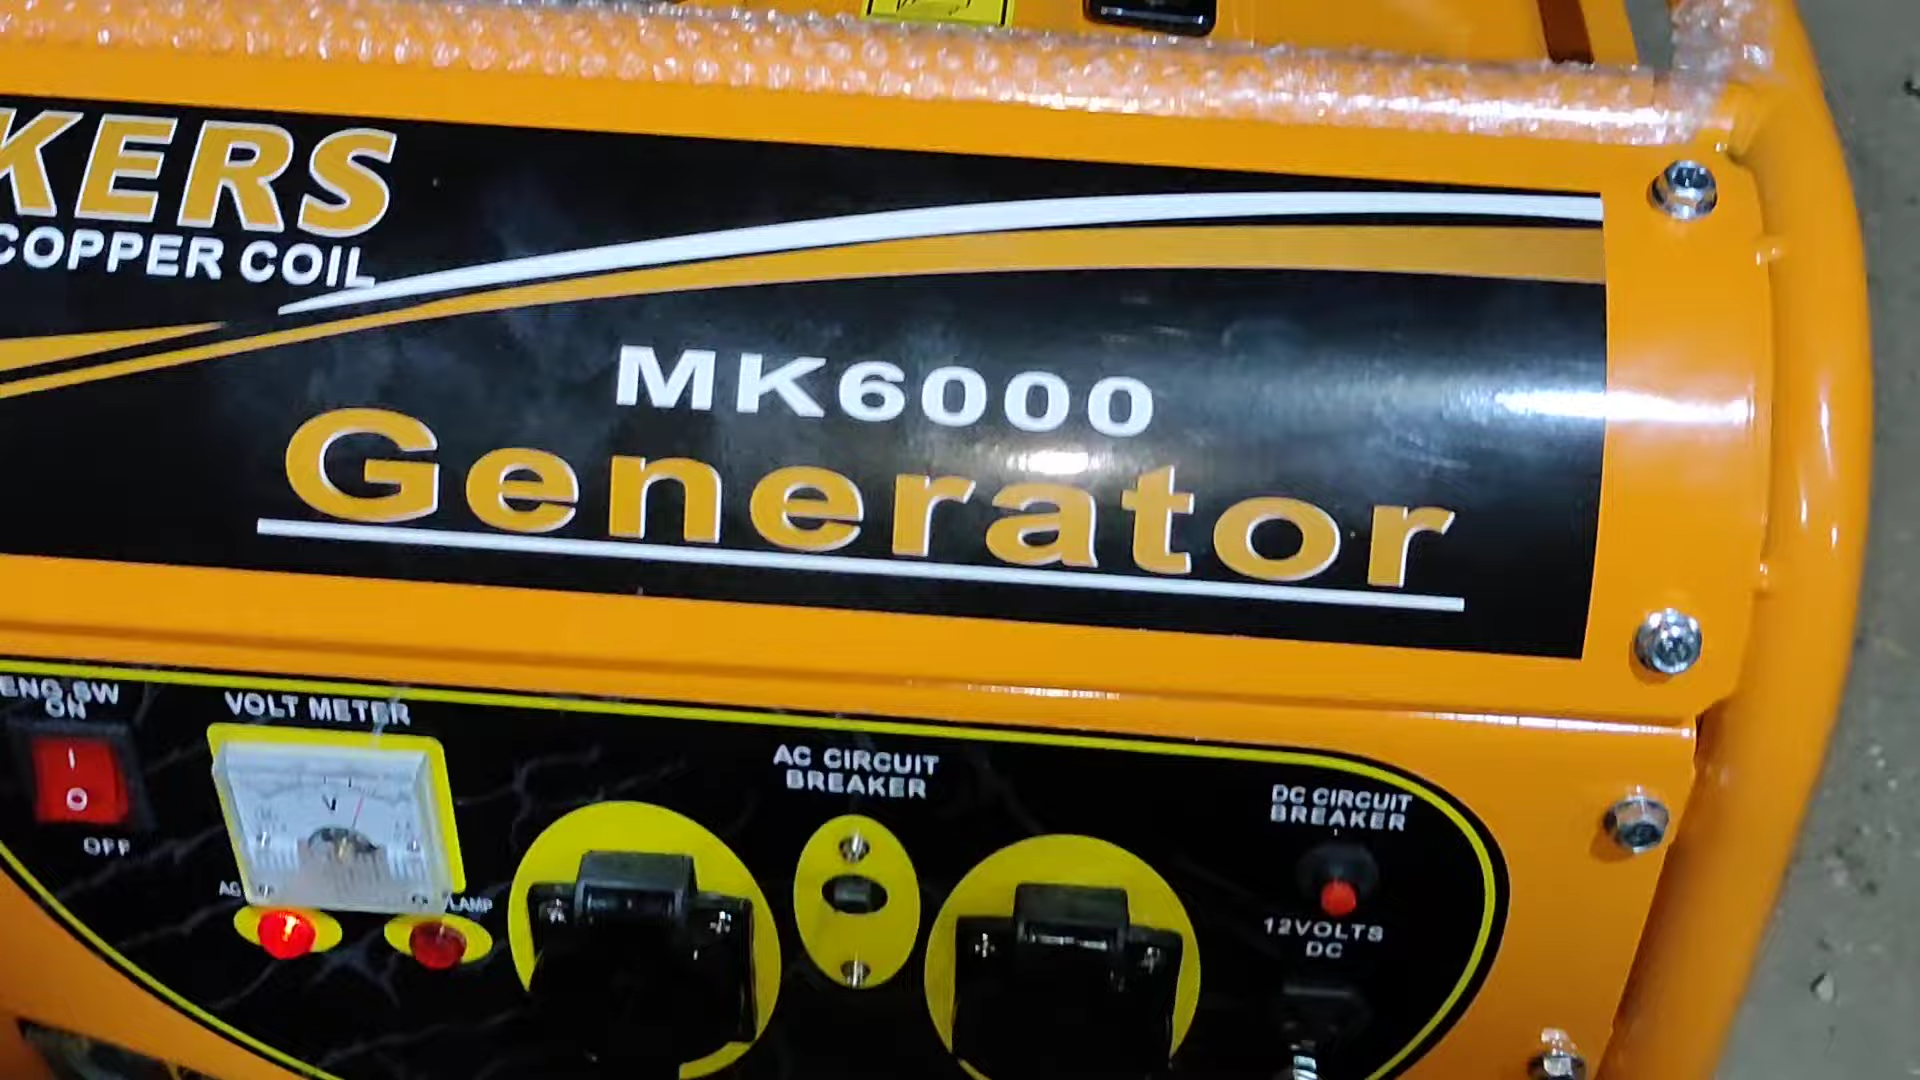 KERS
COPPER COIL
MK6000
Generator
ENG.SW
ON
OFF
VOLT METER
V
AC
LAMP
AC CIRCUIT
BREAKER
DC CIRCUIT
BREAKER
12VOLTS
DC